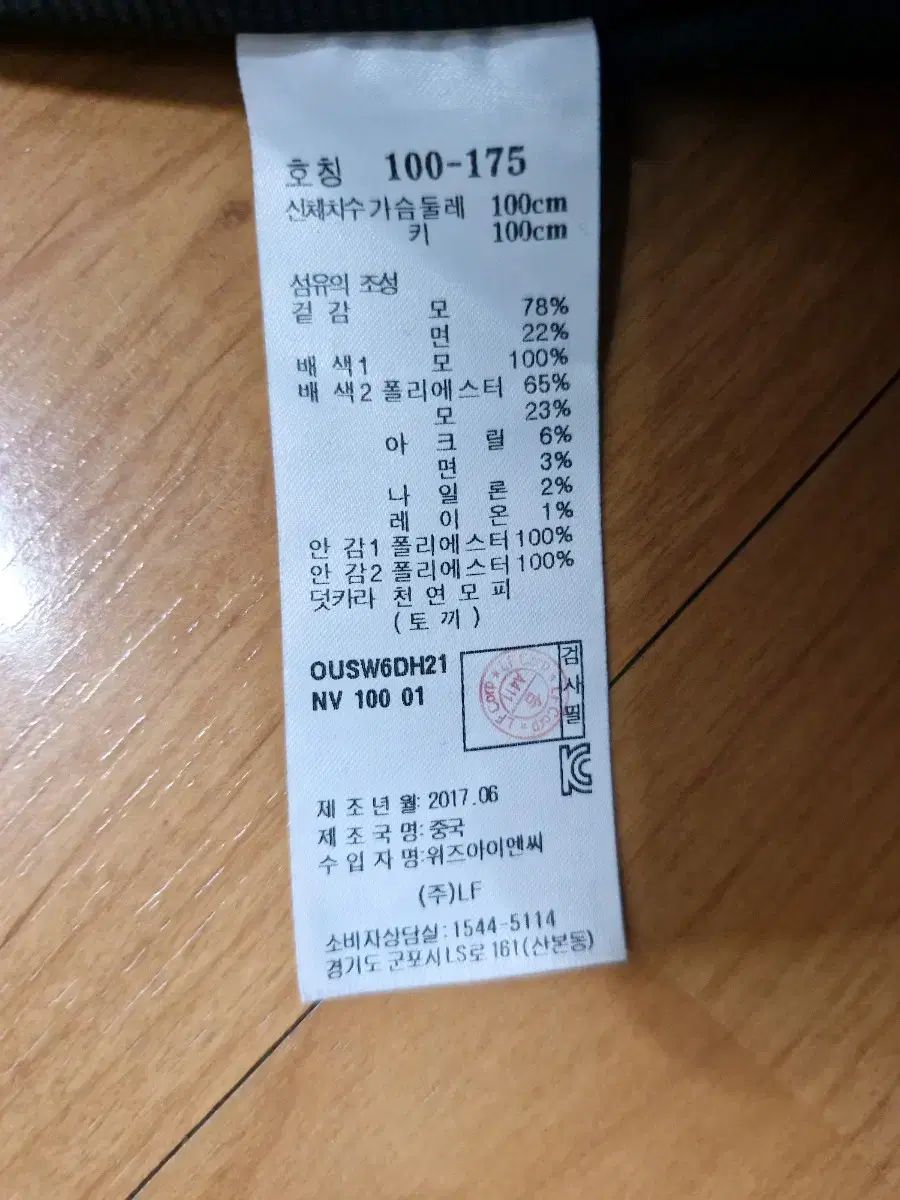 호칭 100-175
신체치수 가슴둘레 100cm
키 100cm
섬유의 조성
겉 감 모 78%
면 22%
배 색1 모 100%
배 색2 폴리에스터 65%
모 23%
아 크 릴 6%
면 3%
나 일 론 2%
레 이 온 1%
안 감1 폴리에스터 100%
안 감2 폴리에스터 100%
덧카라 천 연 모 피
(토 끼)
OUSW6DH21
NV 100 01
검사필
LF Corp
KC
제 조 년 월: 2017.06
제 조 국 명: 중국
수 입 자 명:위즈아이엔씨
(주)LF
소비자상담실:1544-5114
경기도 군포시 LS로 161(산본동)